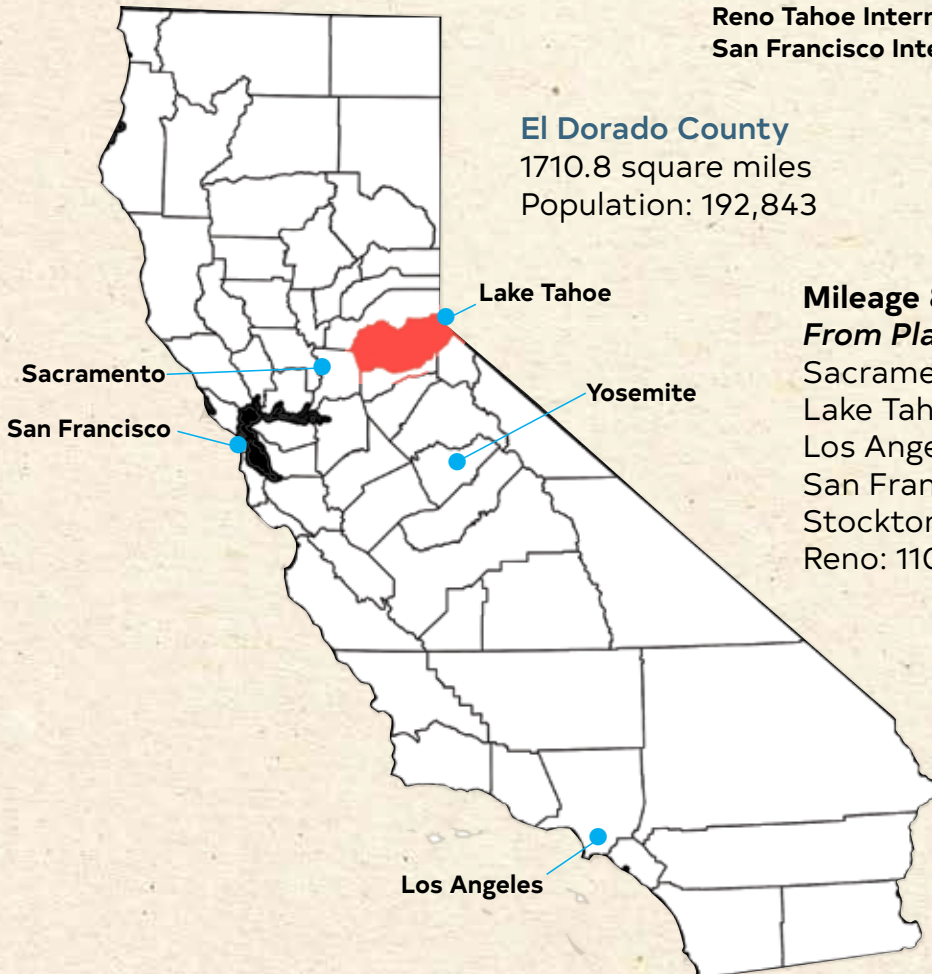 Reno Tahoe Intern
San Francisco Inte
El Dorado County
1710.8 square miles
Population: 192,843
Lake Tahoe
Sacramento
San Francisco
Yosemite
Los Angeles
Mileage
From Pla
Sacrame
Lake Tah
Los Ange
San Fran
Stockton
Reno: 110